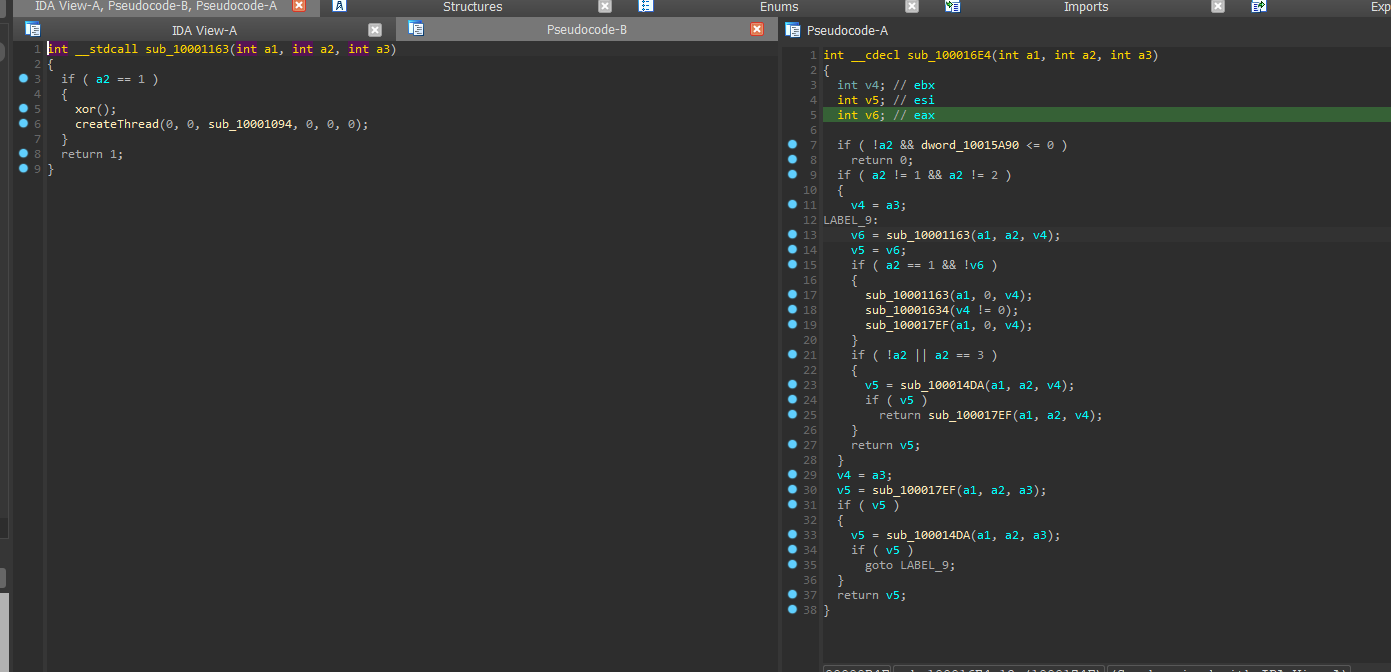 IDA View-A, Pseudocode-B, Pseudocode-A
Structures
Enums
Imports
Exp
IDA View-A
Pseudocode-B
Pseudocode-A
1 int __stdcall sub_10001163(int a1, int a2, int a3)
2 {
3 if ( a2 == 1 )
4 {
5 xor();
6 createThread(0, 0, sub_10001094, 0, 0, 0);
7 }
8 return 1;
9 }
1 int __cdecl sub_100016E4(int a1, int a2, int a3)
2 {
3 int v4; // ebx
4 int v5; // esi
5 int v6; // eax
6
7 if ( !a2 && dword_10015A90 <= 0 )
8 return 0;
9 if ( a2 != 1 && a2 != 2 )
10 {
11 v4 = a3;
12 LABEL_9:
13 v6 = sub_10001163(a1, a2, v4);
14 v5 = v6;
15 if ( a2 == 1 && !v6 )
16 {
17 sub_10001163(a1, 0, v4);
18 sub_10001634(v4 != 0);
19 sub_100017EF(a1, 0, v4);
20 }
21 if ( !a2 || a2 == 3 )
22 {
23 v5 = sub_100014DA(a1, a2, v4);
24 if ( v5 )
25 return sub_100017EF(a1, a2, v4);
26 }
27 return v5;
28 }
29 v4 = a3;
30 v5 = sub_100017EF(a1, a2, a3);
31 if ( v5 )
32 {
33 v5 = sub_100014DA(a1, a2, a3);
34 if ( v5 )
35 goto LABEL_9;
36 }
37 return v5;
38 }